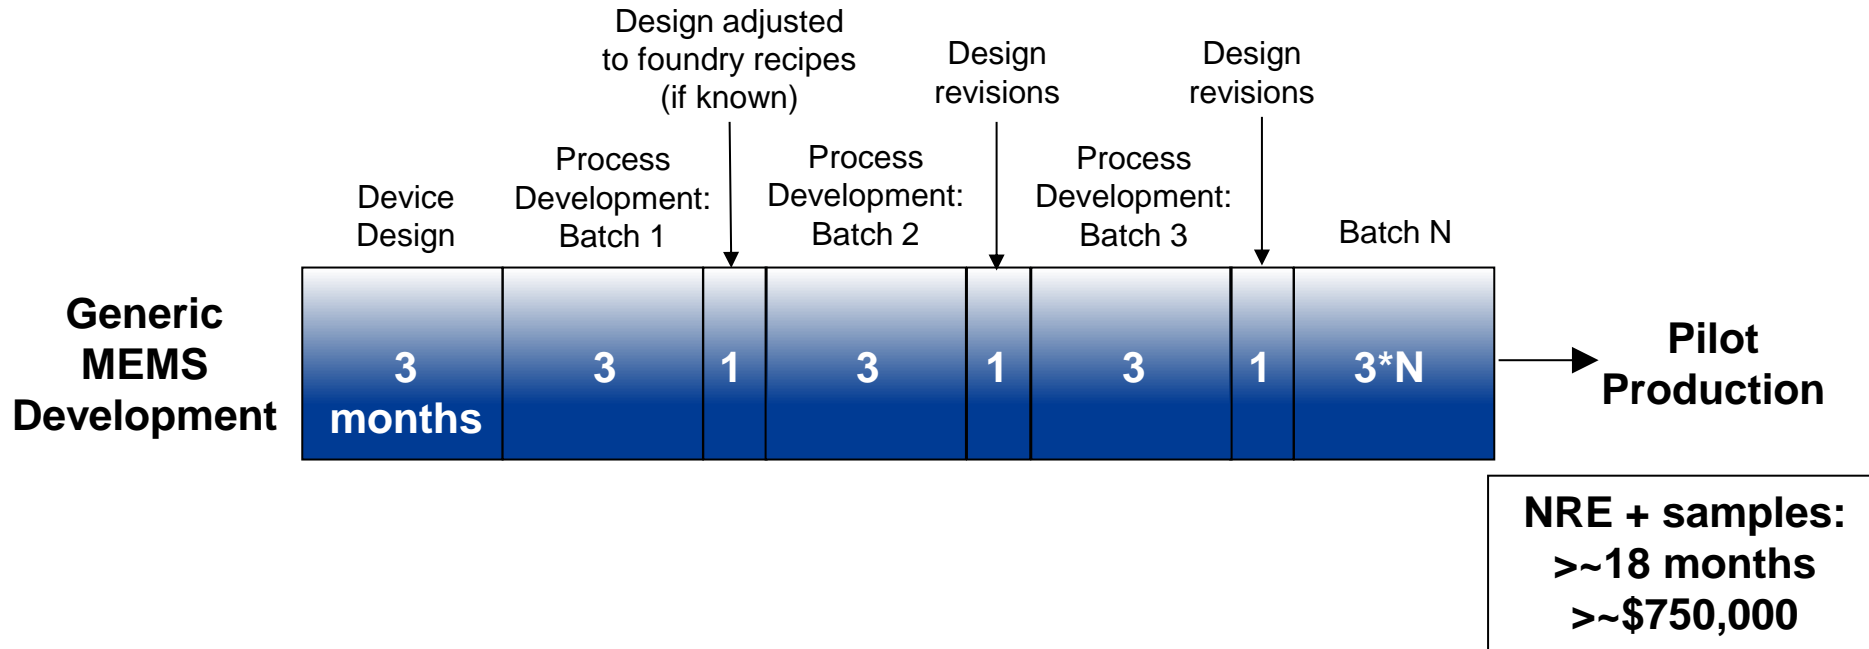 Design adjusted
to foundry recipes
(if known)
Design
revisions
Design
revisions
Device
Design
Process
Development:
Batch 1
Process
Development:
Batch 2
Process
Development:
Batch 3
Batch N
Generic
MEMS
Development
3
months
3
1
3
1
3
1
3*N
Pilot
Production
NRE + samples:
>~18 months
>~$750,000